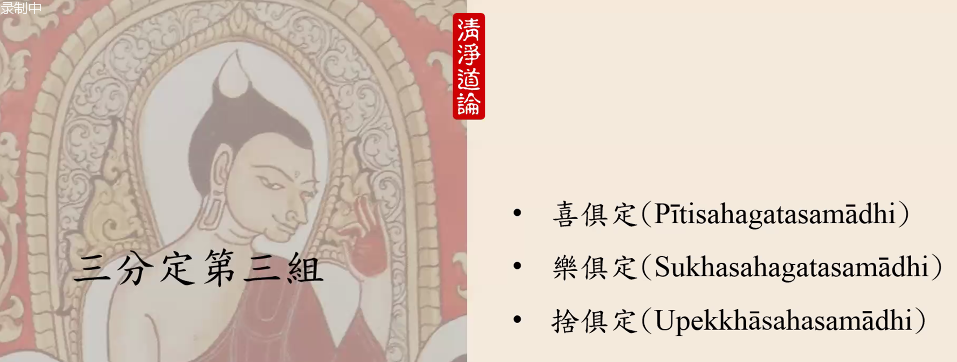 录制中
清淨道論
三分定第三組
• 喜俱定(Pītisahagatasamādhi)
• 樂俱定(Sukhasahagatasamādhi)
• 捨俱定(Upekkhāsahasamādhi)